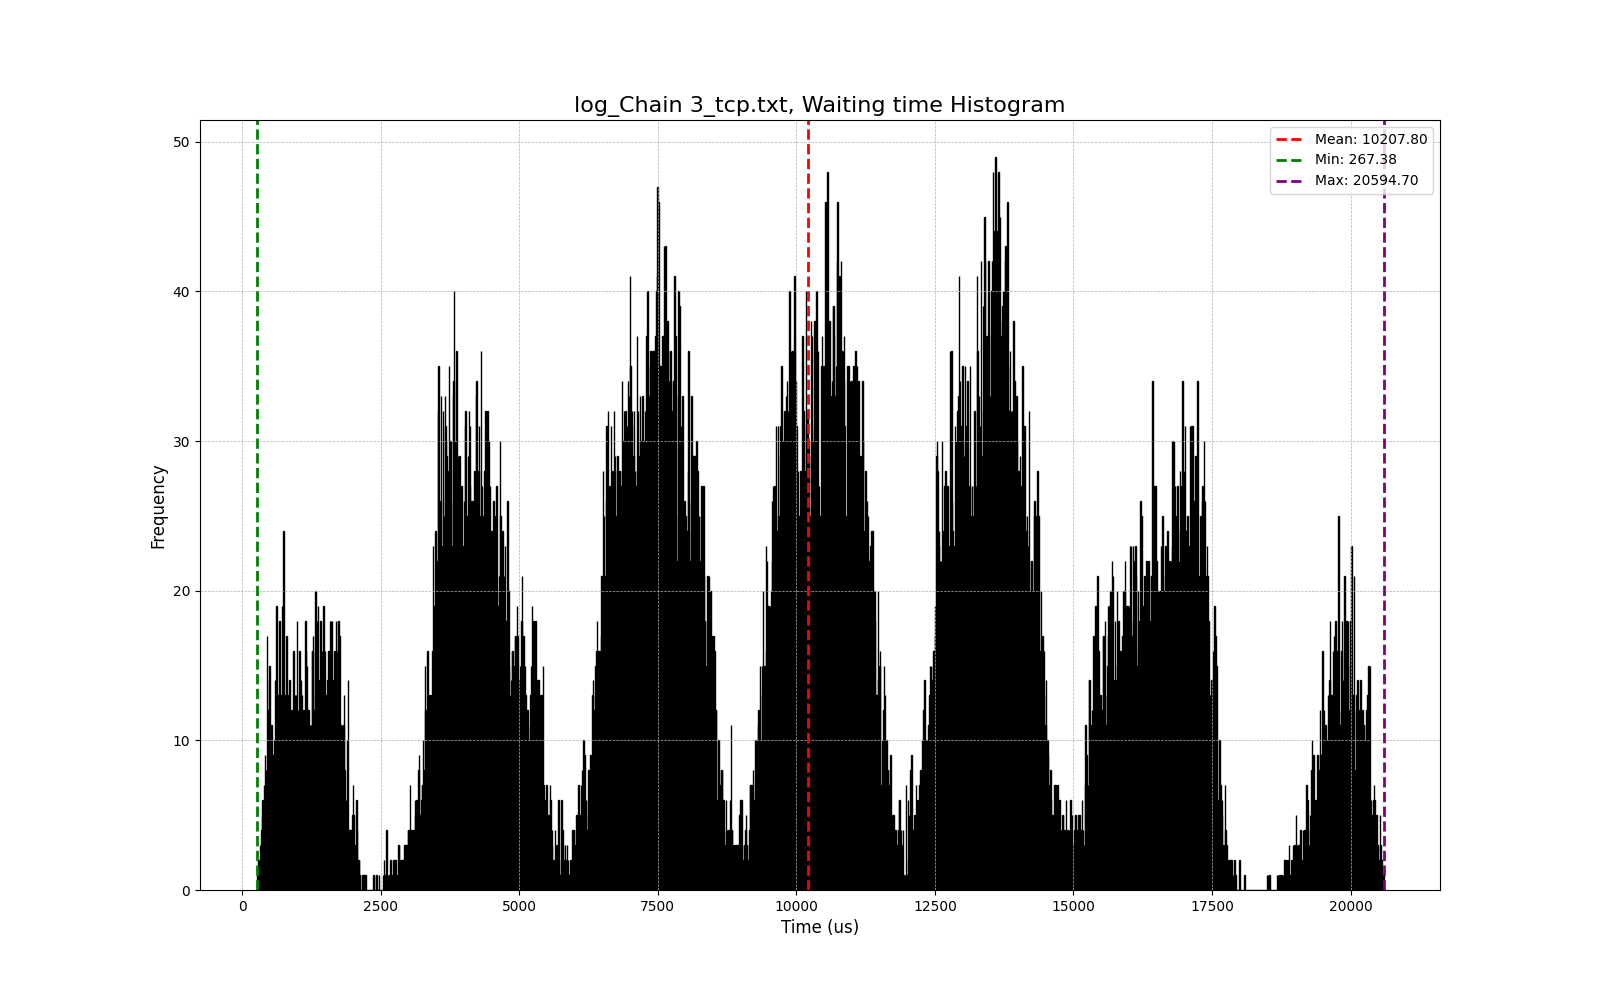 log_Chain 3_tcp.txt, Waiting time Histogram
Mean: 10207.80
Min: 267.38
Max: 20594.70
50
40
30
20
10
0
Frequency
0 2500 5000 7500 10000 12500 15000 17500 20000
Time (us)